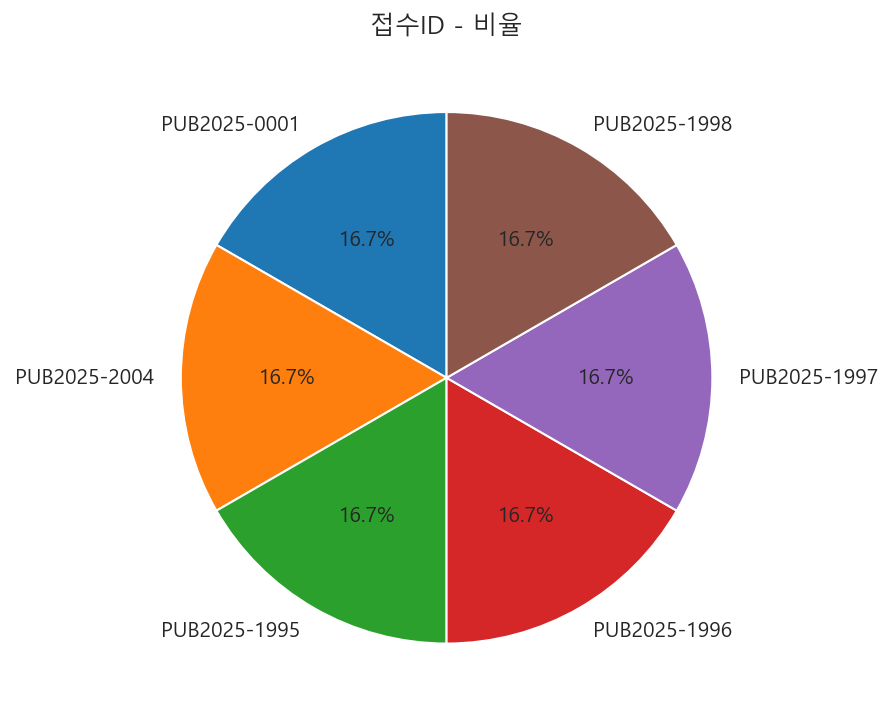 접수ID - 비율
PUB2025-0001
PUB2025-1998
16.7%
16.7%
PUB2025-2004
16.7%
16.7%
PUB2025-1997
16.7%
16.7%
PUB2025-1995
PUB2025-1996